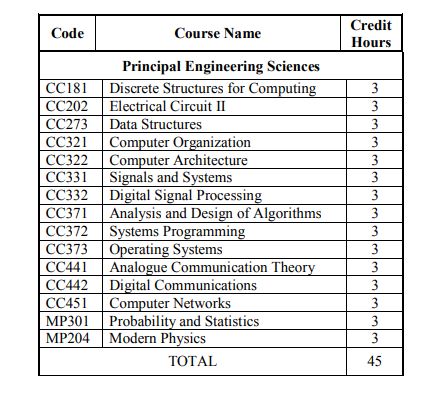 Code Course Name Credit Hours
Principal Engineering Sciences
CC181 Discrete Structures for Computing 3
CC202 Electrical Circuit II 3
CC273 Data Structures 3
CC321 Computer Organization 3
CC322 Computer Architecture 3
CC331 Signals and Systems 3
CC332 Digital Signal Processing 3
CC371 Analysis and Design of Algorithms 3
CC372 Systems Programming 3
CC373 Operating Systems 3
CC441 Analogue Communication Theory 3
CC442 Digital Communications 3
CC451 Computer Networks 3
MP301 Probability and Statistics 3
MP204 Modern Physics 3
TOTAL 45